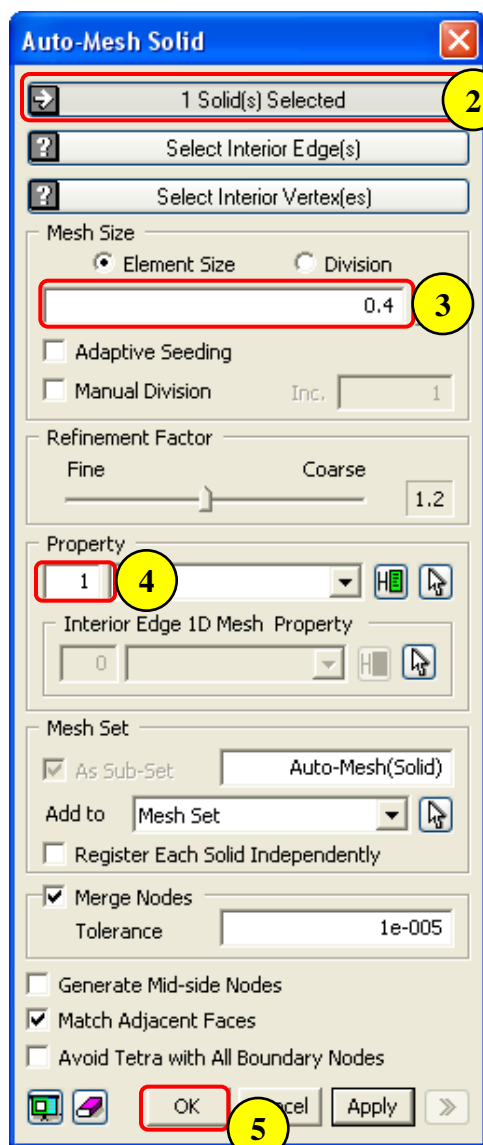 Auto-Mesh Solid
1 Solid(s) Selected 2
Select Interior Edge(s)
Select Interior Vertex(es)
Mesh Size
Element Size Division
0.4 3
Adaptive Seeding
Manual Division Inc. 1
Refinement Factor
Fine Coarse
1.2
Property
1 4
Interior Edge 1D Mesh Property
0
Mesh Set
As Sub-Set Auto-Mesh(Solid)
Add to Mesh Set
Register Each Solid Independently
Merge Nodes
Tolerance 1e-005
Generate Mid-side Nodes
Match Adjacent Faces
Avoid Tetra with All Boundary Nodes
OK 5 Apply